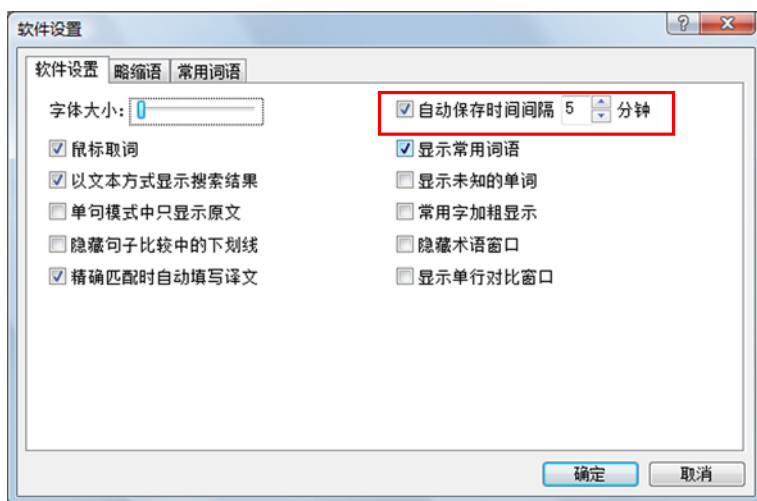 软件设置
软件设置 略缩语 常用词语
字体大小:
自动保存时间间隔 5 分钟
鼠标取词
显示常用词语
以文本方式显示搜索结果
显示未知的单词
单句模式中只显示原文
常用字加粗显示
隐藏句子比较中的下划线
隐藏术语窗口
精确匹配时自动填写译文
显示单行对比窗口
确定 取消